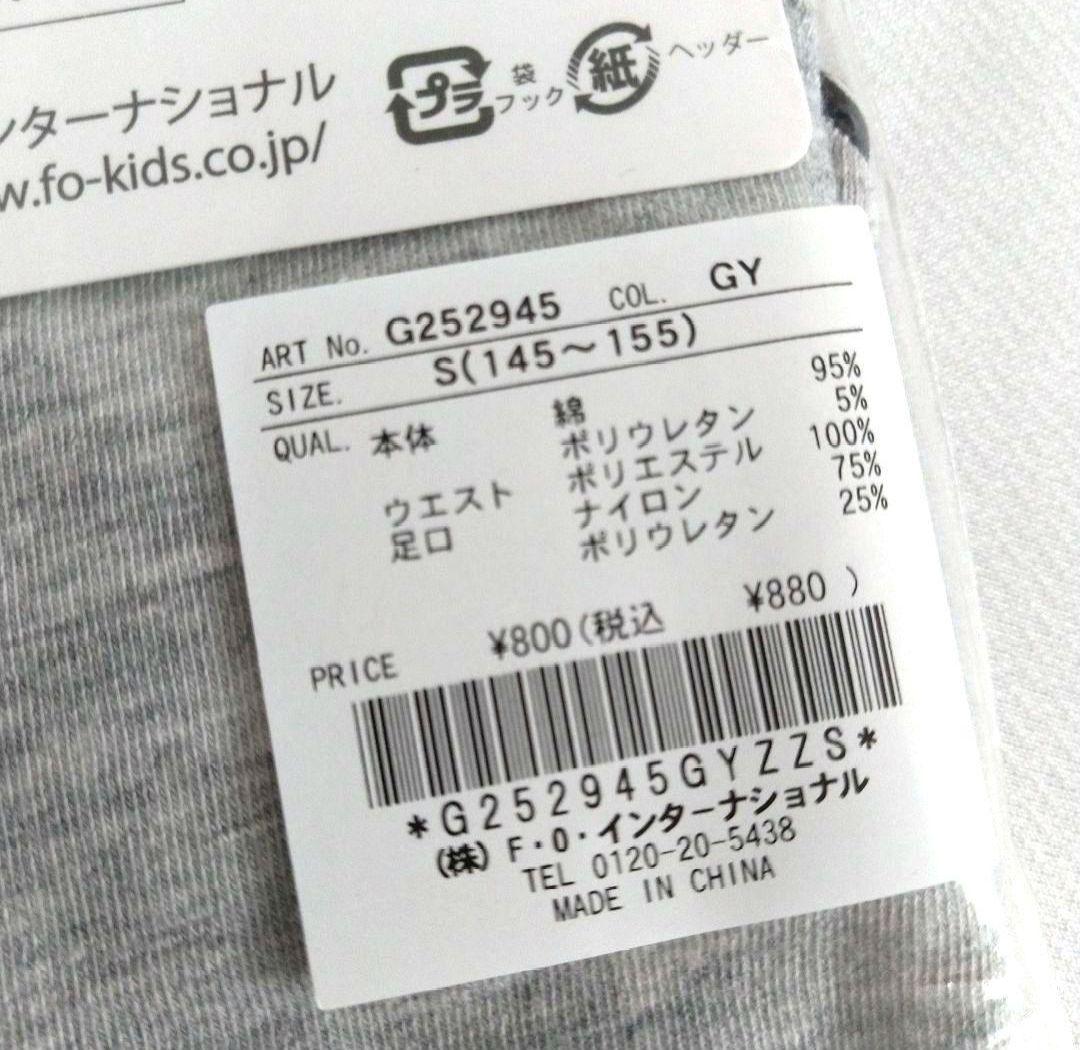 プラ 袋 フック 紙 ヘッダー
ンターナショナル
w.fo-kids.co.jp/
ART No. G252945 COL. GY
SIZE. S(145～155)
QUAL. 本体 綿 95%
ポリウレタン 5%
ウエスト ポリエステル 100%
足口 ナイロン 75%
ポリウレタン 25%
PRICE ¥800(税込 ¥880 )
*G252945GYZZS*
(株) F・O・インターナショナル
TEL 0120-20-5438
MADE IN CHINA